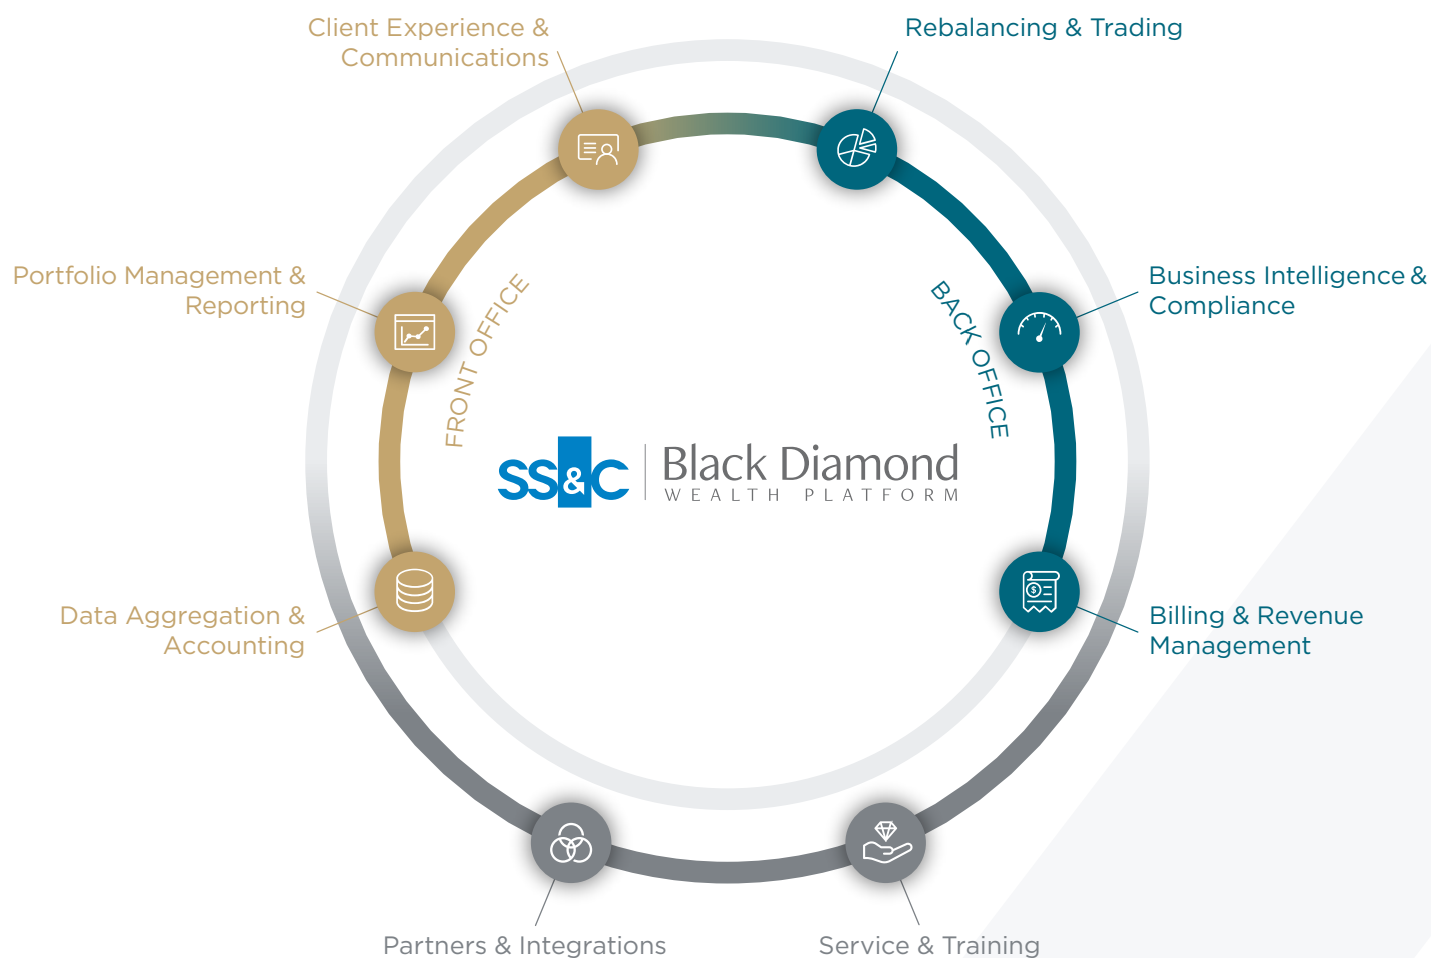 Client Experience &
Communications
Rebalancing & Trading
Portfolio Management &
Reporting
Business Intelligence &
Compliance
FRONT OFFICE
BACK OFFICE
SS&C
Black Diamond
WEALTH PLATFORM
Data Aggregation &
Accounting
$
Billing & Revenue
Management
Partners & Integrations
Service & Training